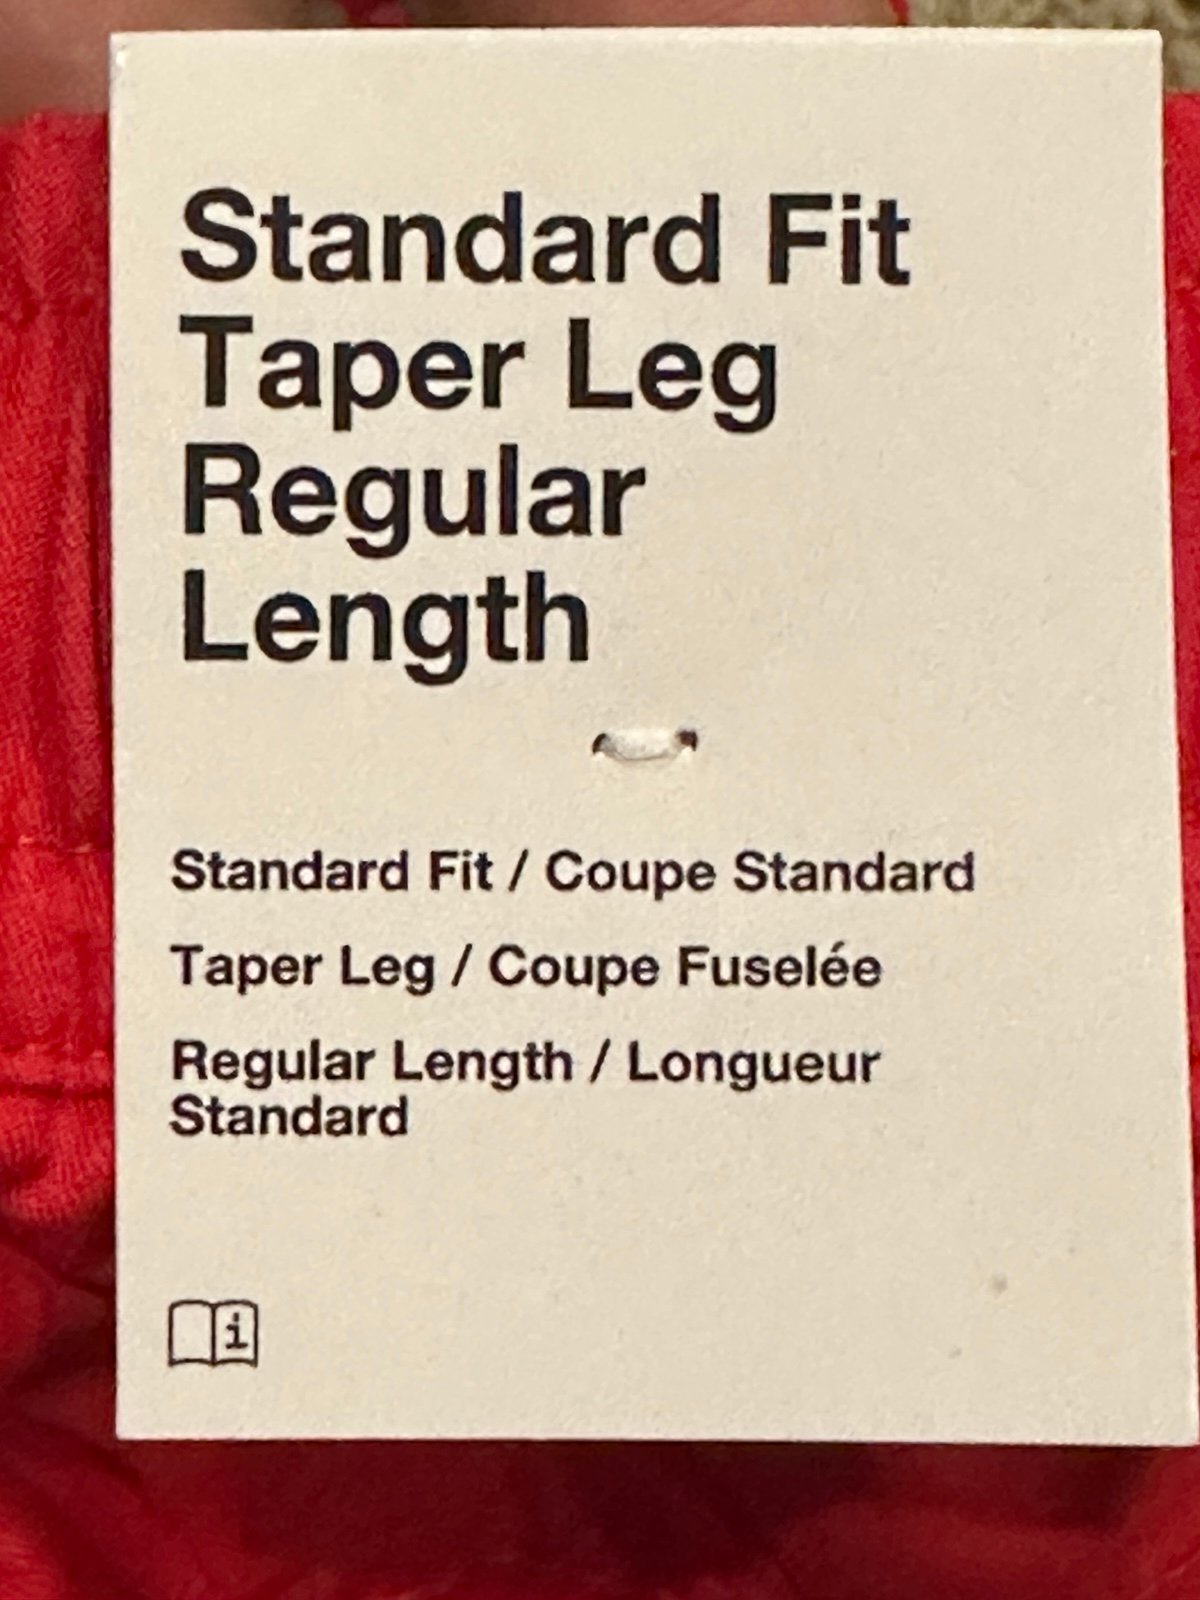 Standard Fit
Taper Leg
Regular
Length
Standard Fit / Coupe Standard
Taper Leg / Coupe Fuselée
Regular Length / Longueur
Standard
i